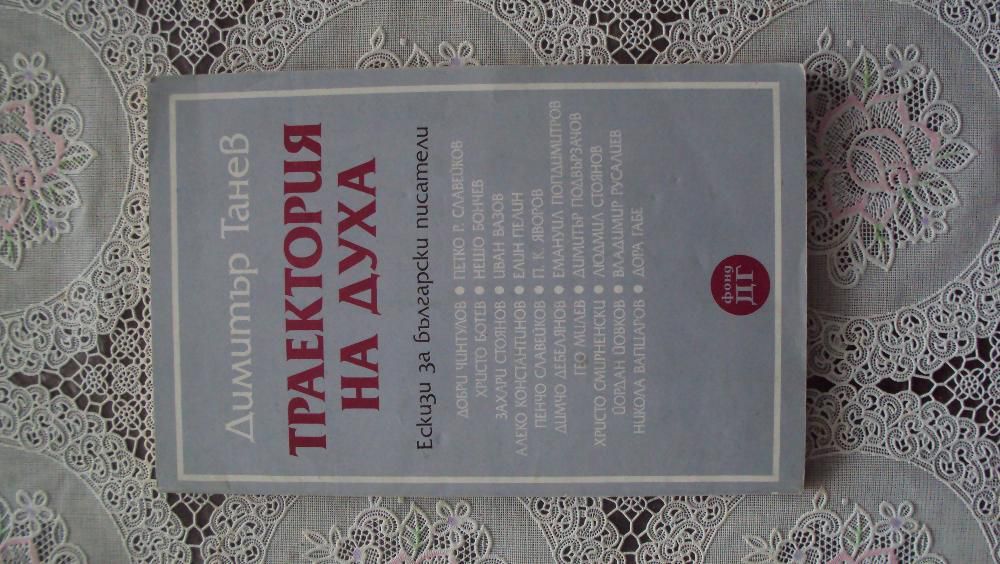 Димитър Танев
ТРАЕКТОРИЯ
НА ДУХА
Ескизи за български писатели
ДОБРИ ЧИНТУЛОВ • ПЕТКО Р. СЛАВЕЙКОВ
ХРИСТО БОТЕВ • НЕШО БОНЧЕВ
ЗАХАРИ СТОЯНОВ • ИВАН ВАЗОВ
АЛЕКО КОНСТАНТИНОВ • ЕЛИН ПЕЛИН
ПЕНЧО СЛАВЕЙКОВ • П. К. ЯВОРОВ
ДИМЧО ДЕБЕЛЯНОВ • ЕМАНУИЛ ПОПДИМИТРОВ
ГЕО МИЛЕВ • ДИМИТЪР ПОДВЪРЗАЧОВ
ХРИСТО СМИРНЕНСКИ • ЛЮДМИЛ СТОЯНОВ
ЙОРДАН ЙОВКОВ • ВЛАДИМИР РУСАЛИЕВ
НИКОЛА ВАПЦАРОВ • ДОРА ГАБЕ
фонд
ДГ